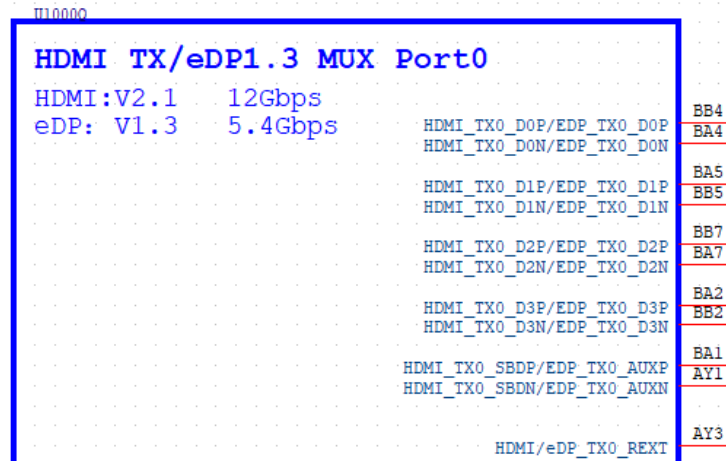 U1000Q
HDMI TX/eDP1.3 MUX Port0
HDMI:V2.1 12Gbps
eDP: V1.3 5.4Gbps
HDMI_TX0_D0P/EDP_TX0_D0P BB4
HDMI_TX0_D0N/EDP_TX0_D0N BA4
HDMI_TX0_D1P/EDP_TX0_D1P BA5
HDMI_TX0_D1N/EDP_TX0_D1N BB5
HDMI_TX0_D2P/EDP_TX0_D2P BB7
HDMI_TX0_D2N/EDP_TX0_D2N BA7
HDMI_TX0_D3P/EDP_TX0_D3P BA2
HDMI_TX0_D3N/EDP_TX0_D3N BB2
HDMI_TX0_SBDP/EDP_TX0_AUXP BA1
HDMI_TX0_SBDN/EDP_TX0_AUXN AY1
HDMI/eDP_TX0_REXT AY3